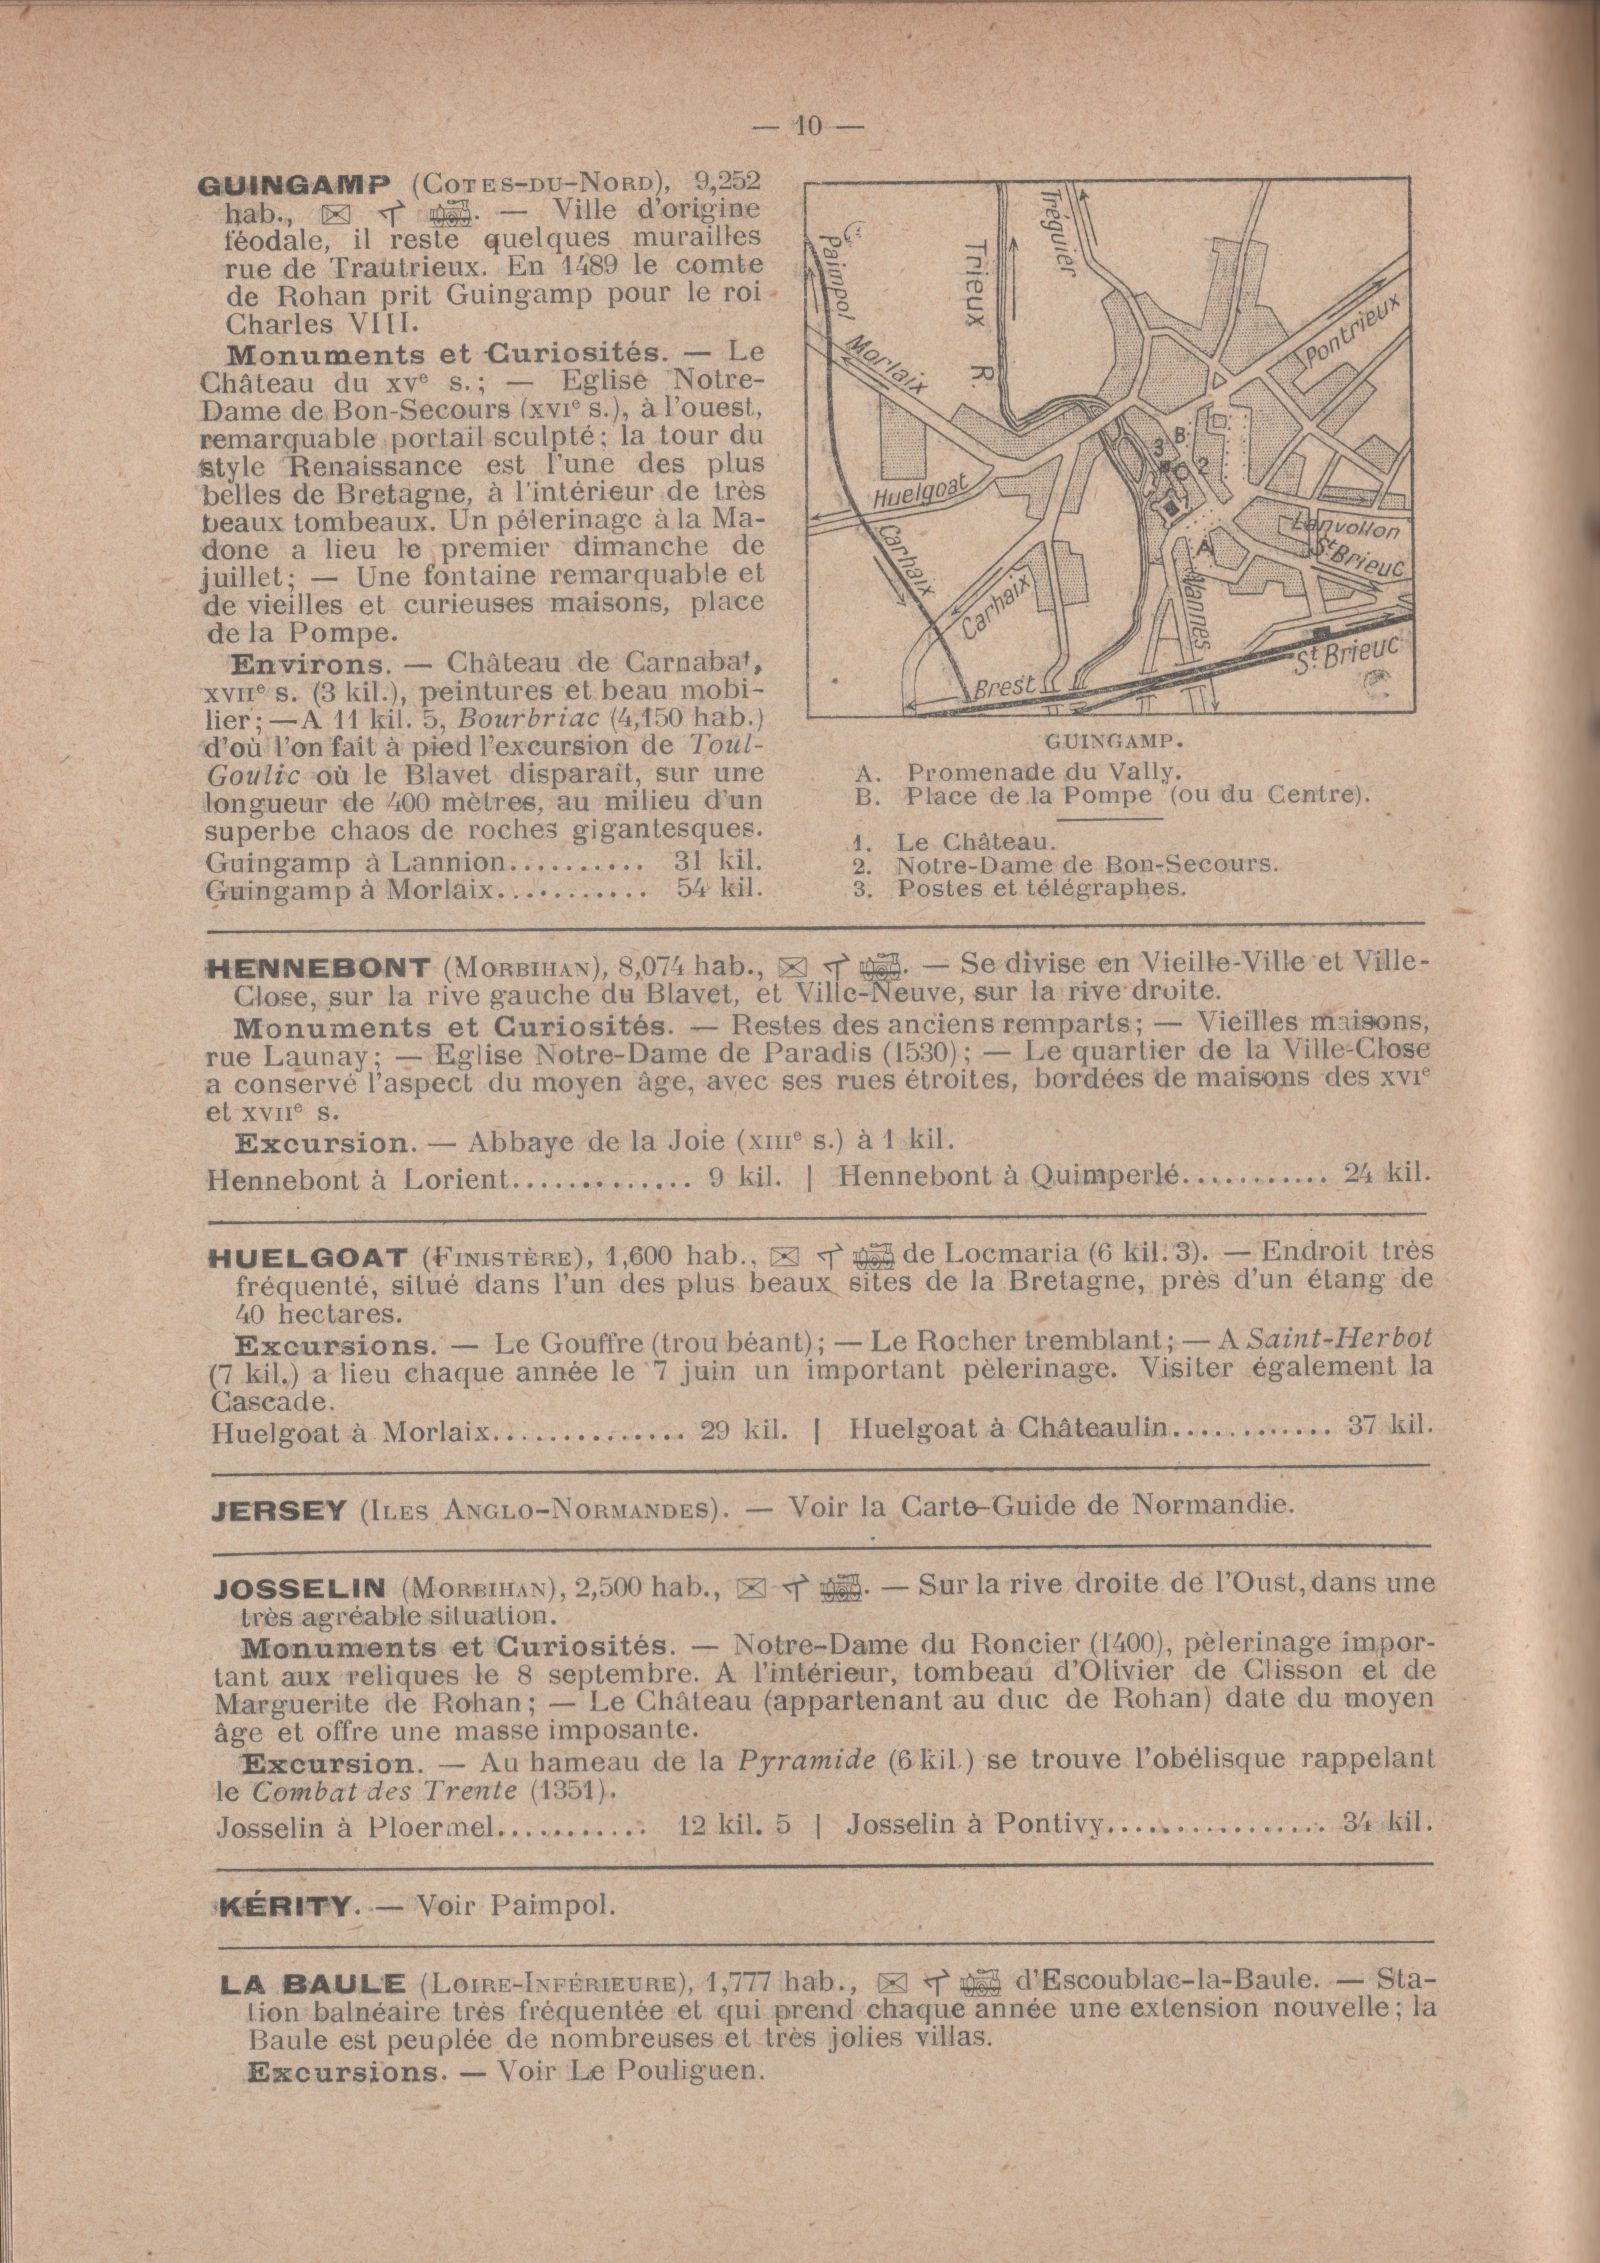 — 10 —
GUINGAMP (COTES-DU-NORD), 9,252
hab., — Ville d'origine
féodale, il reste quelques murailles
rue de Trautrieux. En 1489 le comte
de Rohan prit Guingamp pour le roi
Charles VIII.
Monuments et Curiosités. — Le
Château du XVe s.; — Eglise Notre-
Dame de Bon-Secours (XVIe s.), à l'ouest,
remarquable portail sculpté; la tour du
style Renaissance est l'une des plus
belles de Bretagne, à l'intérieur de très
beaux tombeaux. Un pélerinage à la Ma-
done a lieu le premier dimanche de
juillet; — Une fontaine remarquable et
de vieilles et curieuses maisons, place
de la Pompe.
Environs. — Château de Carnabat,
XVIIe s. (3 kil.), peintures et beau mobi-
lier; — A 11 kil. 5, Bourbriac (4,150 hab.)
d'où l'on fait à pied l'excursion de Toul-
Goulic où le Blavet disparaît, sur une
longueur de 400 mètres, au milieu d'un
superbe chaos de roches gigantesques.
Guingamp à Lannion.......... 31 kil.
Guingamp à Morlaix........... 54 kil.
Paimpol
Trieux R.
Tréguier
Pontrieux
Morlaix
Huelgoat
Carhaix
Carhaix
3
B
2
1
A
Lanvollon
St Brieuc
Vannes
Brest
St Brieuc
GUINGAMP.
A. Promenade du Vally.
B. Place de la Pompe (ou du Centre).
1. Le Château.
2. Notre-Dame de Bon-Secours.
3. Postes et télégraphes.
HENNEBONT (MORBIHAN), 8,074 hab., — Se divise en Vieille-Ville et Ville-
Close, sur la rive gauche du Blavet, et Ville-Neuve, sur la rive droite.
Monuments et Curiosités. — Restes des anciens remparts; — Vieilles maisons,
rue Launay; — Eglise Notre-Dame de Paradis (1530); — Le quartier de la Ville-Close
a conservé l'aspect du moyen âge, avec ses rues étroites, bordées de maisons des XVIe
et XVIIe s.
Excursion. — Abbaye de la Joie (XIIIe s.) à 1 kil.
Hennebont à Lorient............. 9 kil. | Hennebont à Quimperlé........... 24 kil.
HUELGOAT (FINISTÈRE), 1,600 hab., de Locmaria (6 kil. 3). — Endroit très
fréquenté, situé dans l'un des plus beaux sites de la Bretagne, près d'un étang de
40 hectares.
Excursions. — Le Gouffre (trou béant); — Le Rocher tremblant; — A Saint-Herbot
(7 kil.) a lieu chaque année le 7 juin un important pèlerinage. Visiter également la
Cascade.
Huelgoat à Morlaix.............. 29 kil. | Huelgoat à Châteaulin............ 37 kil.
JERSEY (ILES ANGLO-NORMANDES). — Voir la Carte-Guide de Normandie.
JOSSELIN (MORBIHAN), 2,500 hab., — Sur la rive droite de l'Oust, dans une
très agréable situation.
Monuments et Curiosités. — Notre-Dame du Roncier (1400), pèlerinage impor-
tant aux reliques le 8 septembre. A l'intérieur, tombeau d'Olivier de Clisson et de
Marguerite de Rohan; — Le Château (appartenant au duc de Rohan) date du moyen
âge et offre une masse imposante.
Excursion. — Au hameau de la Pyramide (6 kil.) se trouve l'obélisque rappelant
le Combat des Trente (1351).
Josselin à Ploermel........... 12 kil. 5 | Josselin à Pontivy................ 34 kil.
KÉRITY. — Voir Paimpol.
LA BAULE (LOIRE-INFÉRIEURE), 1,777 hab., d'Escoublac-la-Baule. — Sta-
tion balnéaire très fréquentée et qui prend chaque année une extension nouvelle; la
Baule est peuplée de nombreuses et très jolies villas.
Excursions. — Voir Le Pouliguen.